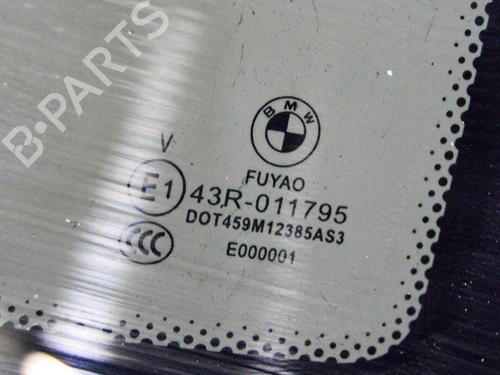 B·PARTS
BMW
FUYAO
V
E1
43R-011795
DOT459M12385AS3
CCC
E000001